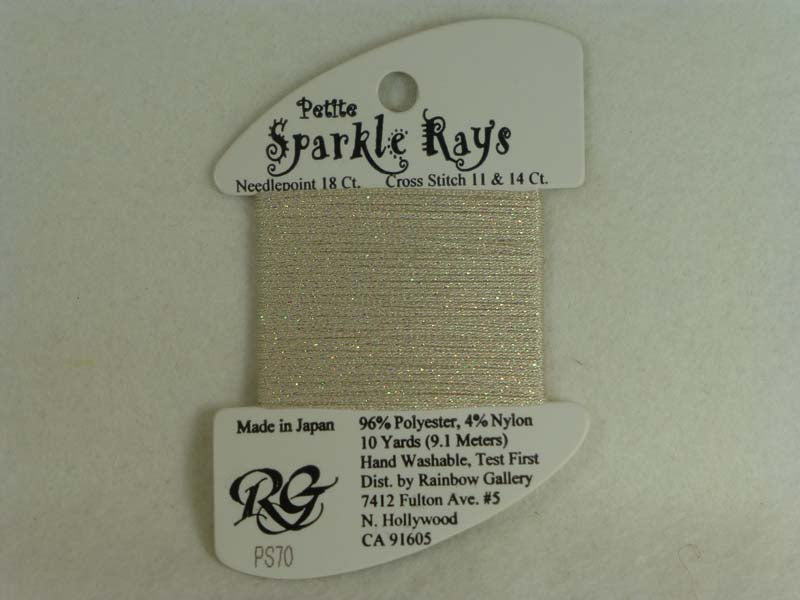 Petite
Sparkle Rays
Needlepoint 18 Ct. Cross Stitch 11 & 14 Ct.
Made in Japan
RG
PS70
96% Polyester, 4% Nylon
10 Yards (9.1 Meters)
Hand Washable, Test First
Dist. by Rainbow Gallery
7412 Fulton Ave. #5
N. Hollywood
CA 91605